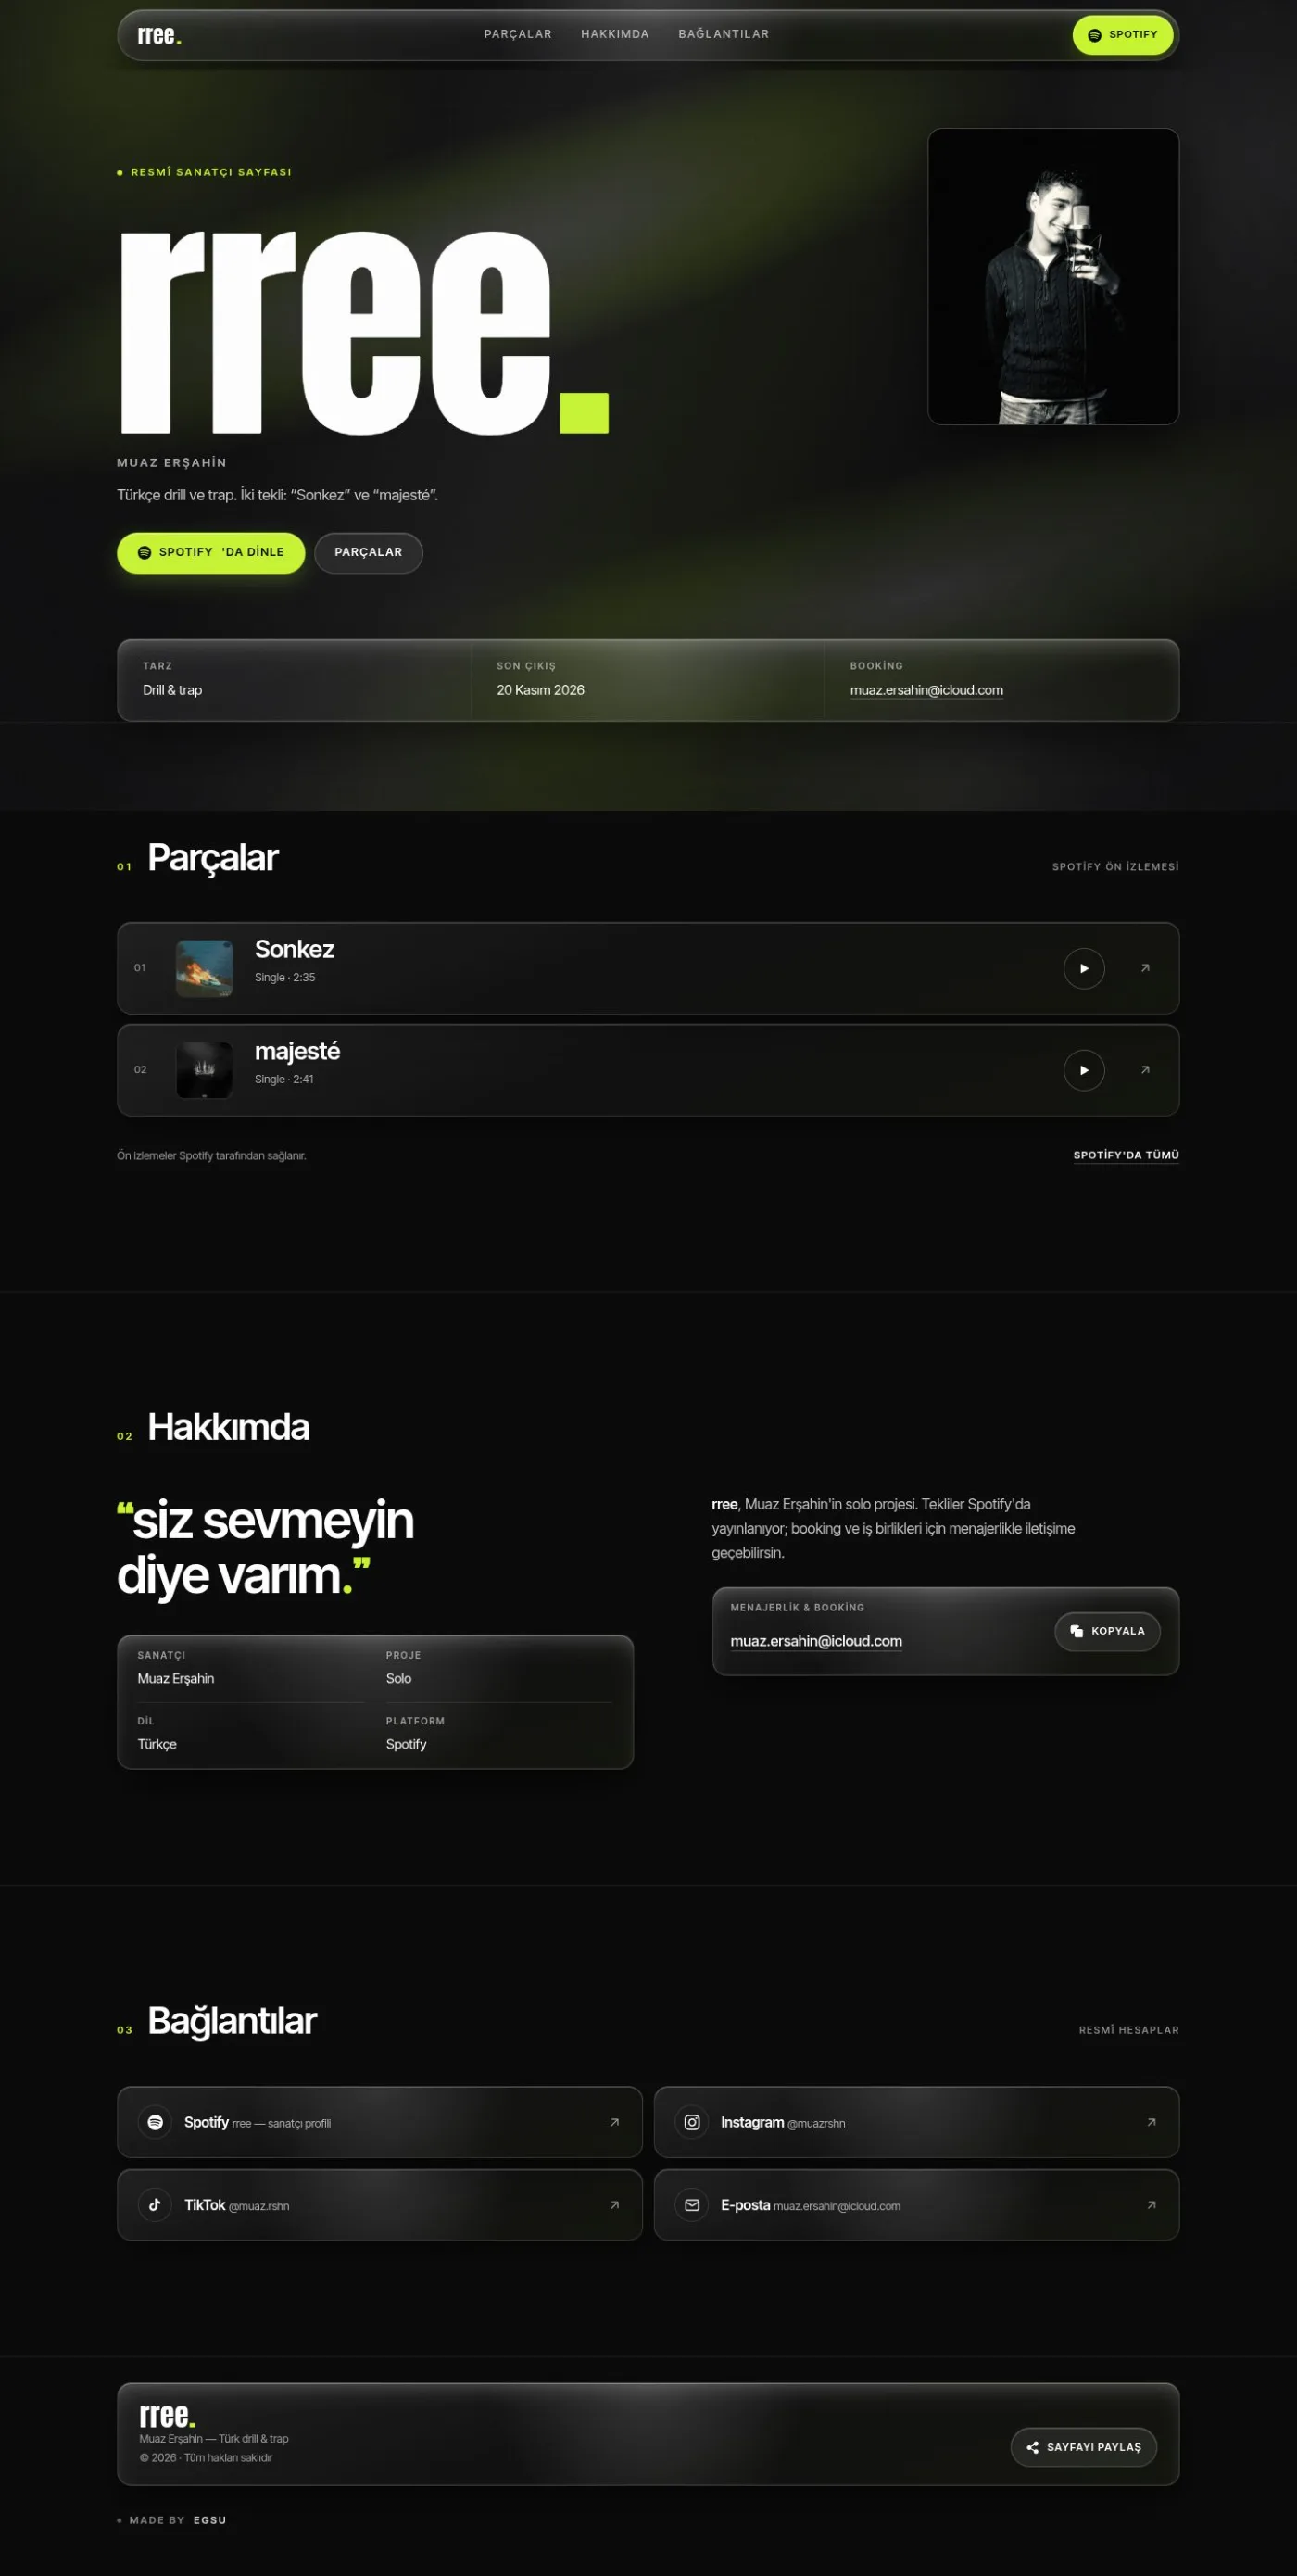 rree.
PARÇALAR
HAKKIMDA
BAĞLANTILAR
SPOTIFY
RESMÎ SANATÇI SAYFASI
rree.
MUAZ ERŞAHİN
Türkçe drill ve trap. İki tekli: “Sonkez” ve “majesté”.
SPOTIFY 'DA DİNLE
PARÇALAR
TARZ
Drill & trap
SON ÇIKIŞ
20 Kasım 2026
BOOKİNG
muaz.ersahin@icloud.com
01 Parçalar
SPOTİFY ÖN İZLEMESİ
01
Sonkez
Single · 2:35
02
majesté
Single · 2:41
Ön izlemeler Spotify tarafından sağlanır.
SPOTİFY'DA TÜMÜ
02 Hakkımda
“siz sevmeyin
diye varım.”
rree, Muaz Erşahin'in solo projesi. Tekliler Spotify'da
yayınlanıyor; booking ve iş birlikleri için menajerlikle iletişime
geçebilirsin.
MENAJERLİK & BOOKİNG
muaz.ersahin@icloud.com
KOPYALA
SANATÇI
Muaz Erşahin
PROJE
Solo
DİL
Türkçe
PLATFORM
Spotify
03 Bağlantılar
RESMÎ HESAPLAR
Spotify rree — sanatçı profili
Instagram @muazrshn
TikTok @muaz.rshn
E-posta muaz.ersahin@icloud.com
rree.
Muaz Erşahin — Türk drill & trap
© 2026 · Tüm hakları saklıdır
SAYFAYI PAYLAŞ
MADE BY EGSU